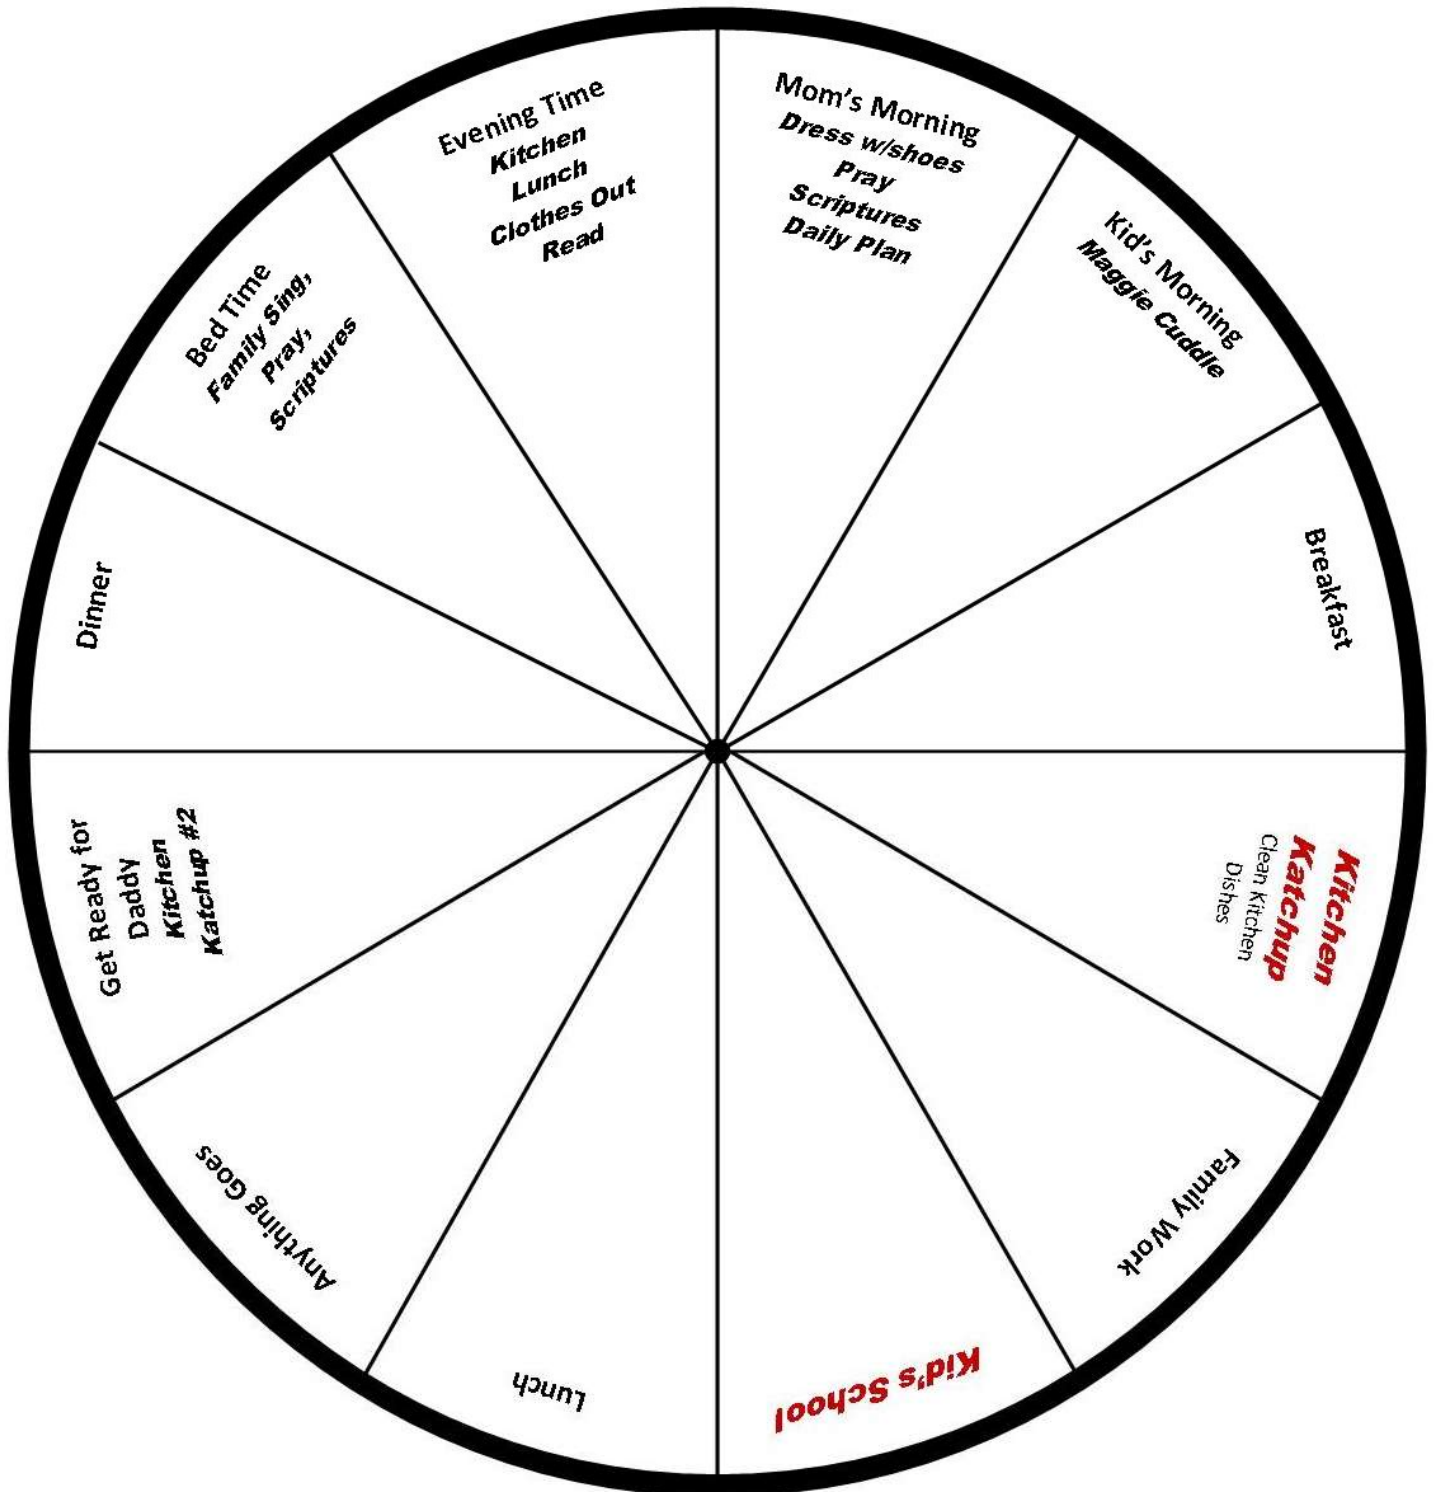 Mom's Morning
Dress w/shoes
Pray
Scriptures
Daily Plan
Kid's Morning
Maggie Cuddle
Breakfast
Kitchen
Katchup
Clean Kitchen
Dishes
Family Work
Kid's School
Lunch
Anything Goes
Get Ready for
Daddy
Kitchen
Katchup #2
Dinner
Bed Time
Family Sing,
Pray,
Scriptures
Evening Time
Kitchen
Lunch
Clothes Out
Read